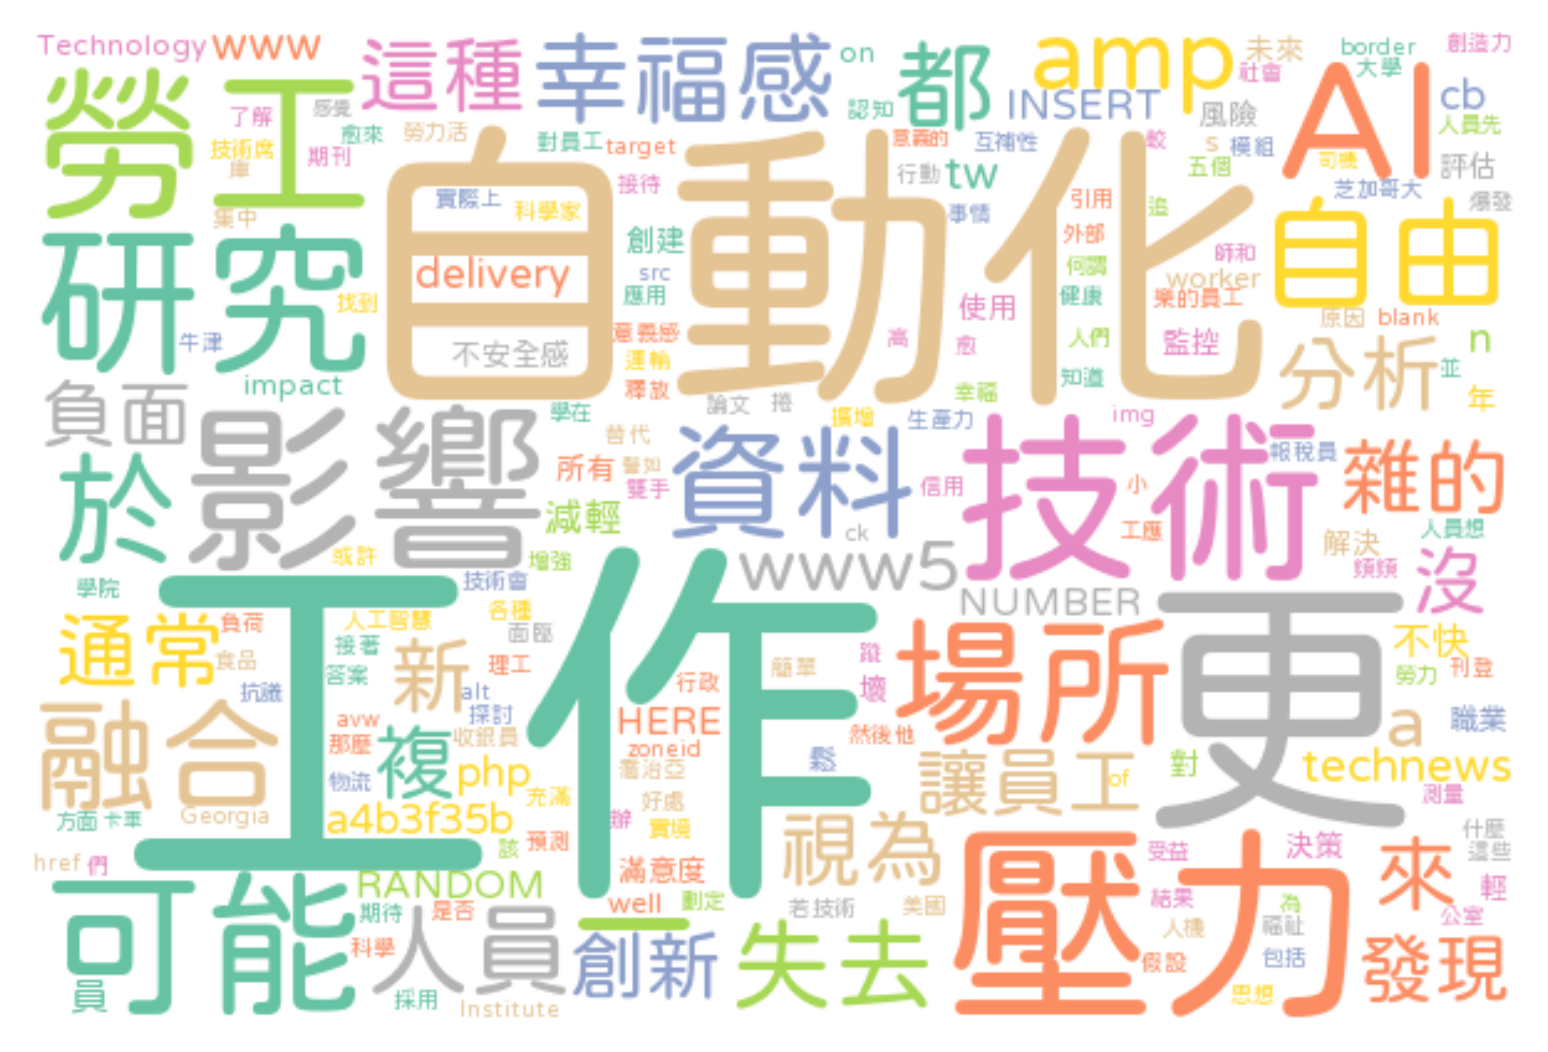 Technology
www
這種
幸福感
on
都
amp
未來
社會
border
大學
創造力
勞工
了解
感覺
愈來
勞力活
技術席
庫
期刊
對員工
target
認知
意義的
INSERT
互補性
風險
較
s
模組
五個
AI
cb
人員先
司機
評估
芝加哥大
爆發
自動化
集中
實際上
科學家
接待
行動
tw
事情
引用
追
研究
創建
src
應用
delivery
外部
何謂
師和
worker
自由
找到
牛津
不安全感
意義感
運輸
釋放
使用
高
愈
健康
樂的員工
人們
監控
知道
原因
blank
n
分析
並
年
impact
負面
影響
學在
論文
捲
擴增
幸福
生產力
img
替代
所有
譬如
雙手
資料
信用
技術
小
工應
報稅員
雜的
於
減輕
ck
人員想
解決
頻頻
沒
或許
增強
學院
技術會
www5
NUMBER
工作
更
通常
負荷
食品
人工智慧
接著
答案
各種
面臨
新
理工
場所
不快
勞力
刊登
抗議
alt
探討
行政
簡單
蹤
壞
融合
avw
那麼
複
收銀員
HERE
zoneid
喬治亞
然後他
鬆
a
職業
物流
php
充滿
讓員工
of
對
technews
測量
方面
卡車
Georgia
a4b3f35b
好處
辦
實境
視為
該
預測
什麼
這些
href
們
滿意度
壓力
受益
決策
來
輕
可能
RANDOM
well
劃定
若技術
美國
結果
為
公室
期待
是否
科學
人員
一
創新
失去
人機
福祉
包括
假設
發現
員
採用
Institute
思想